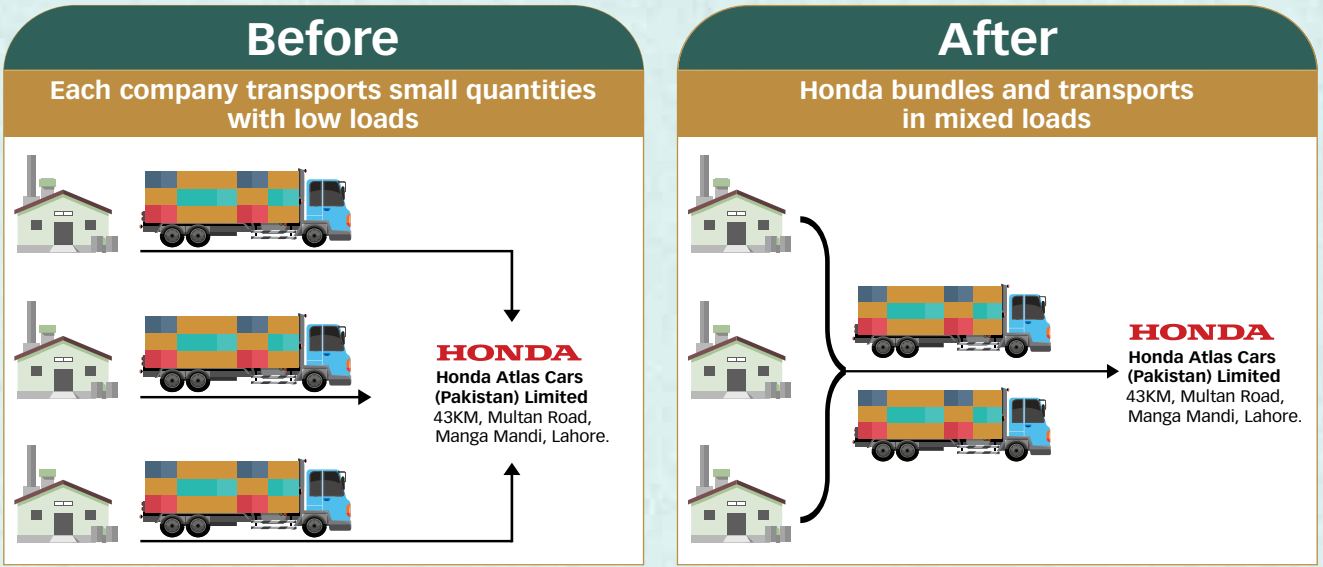 Before
Each company transports small quantities
with low loads
HONDA
Honda Atlas Cars
(Pakistan) Limited
43KM, Multan Road,
Manga Mandi, Lahore.
After
Honda bundles and transports
in mixed loads
HONDA
Honda Atlas Cars
(Pakistan) Limited
43KM, Multan Road,
Manga Mandi, Lahore.